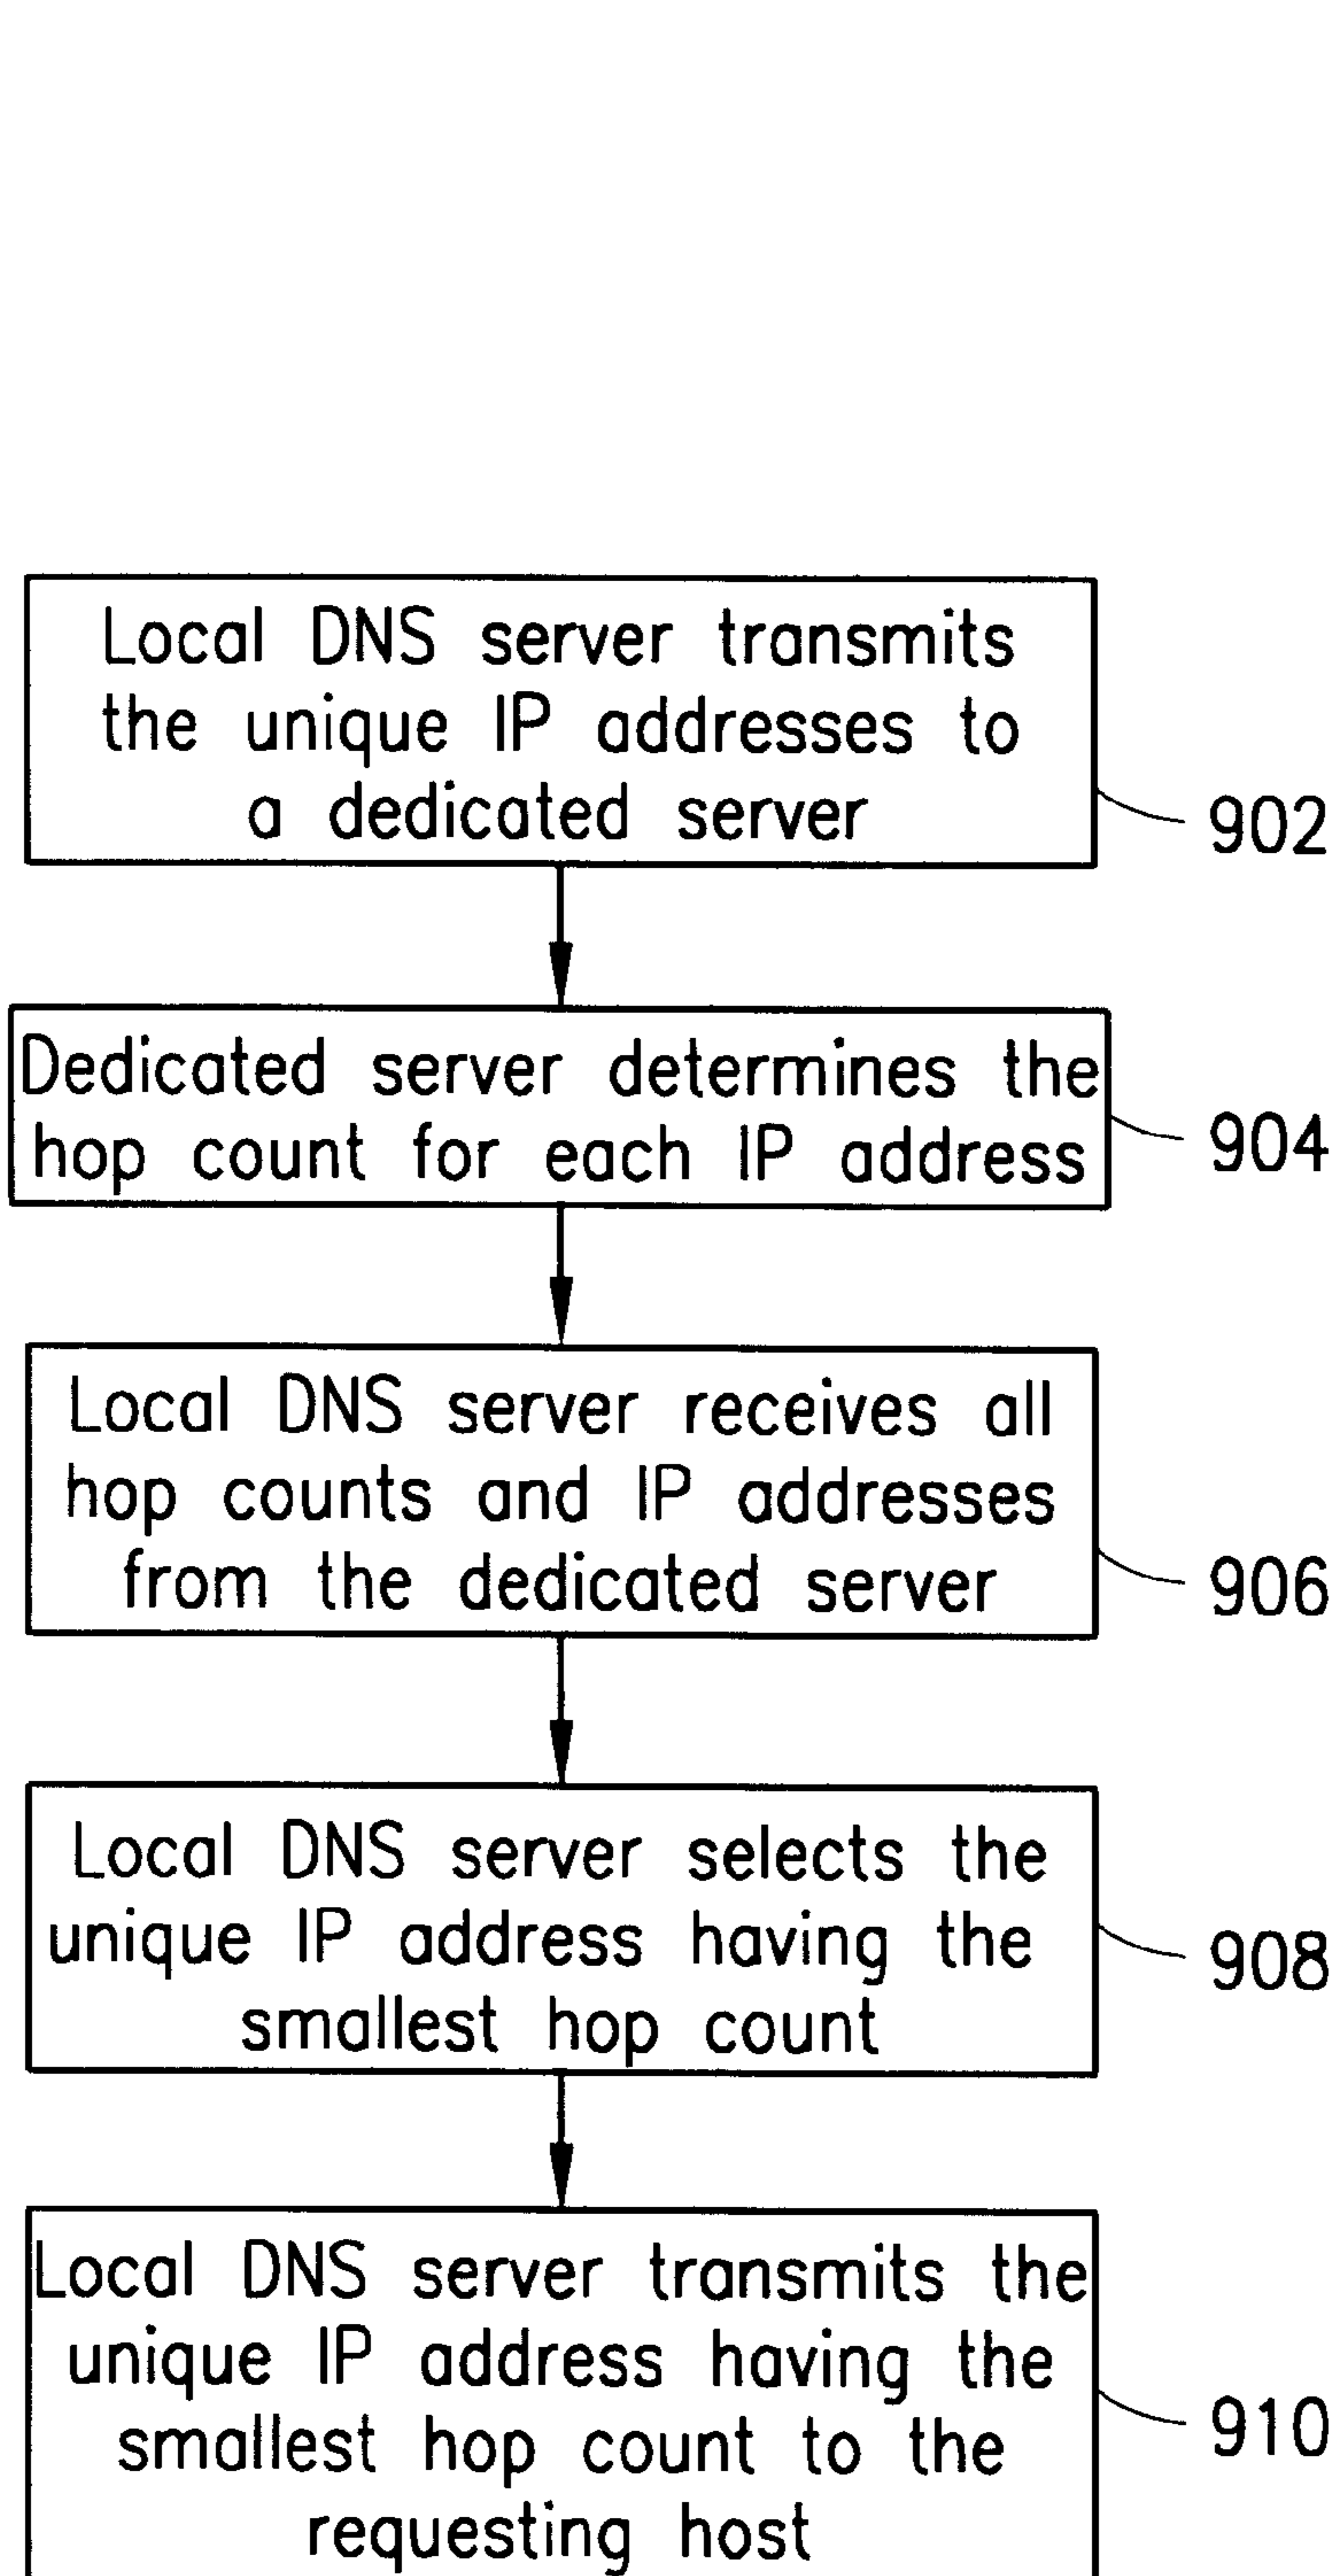 Local DNS server transmits
the unique IP addresses to
a dedicated server
902
Dedicated server determines the
hop count for each IP address
904
Local DNS server receives all
hop counts and IP addresses
from the dedicated server
906
Local DNS server selects the
unique IP address having the
smallest hop count
908
Local DNS server transmits the
unique IP address having the
smallest hop count to the
requesting host
910